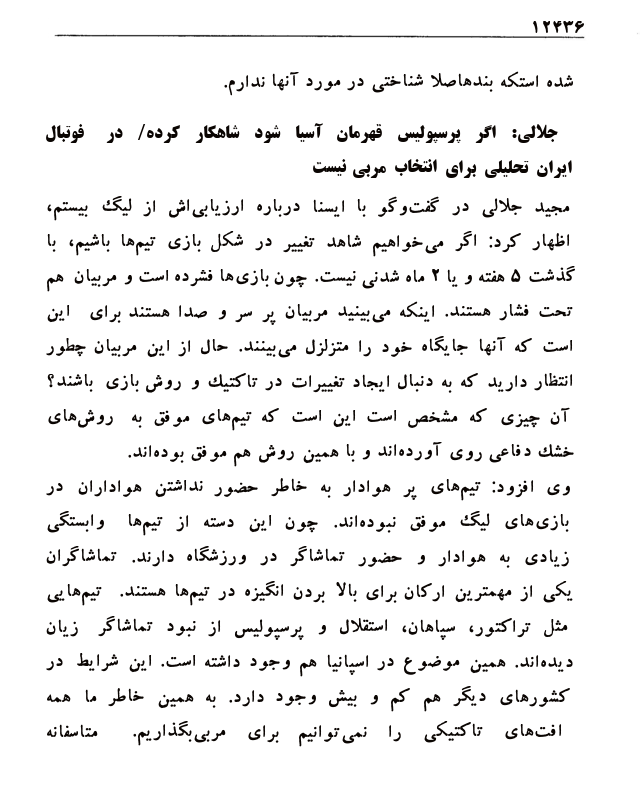 ۱۲۴۳۶
شده استکه بندهاصلا شناختی در مورد آنها ندارم.
جلالی: اگر پرسپولیس قهرمان آسیا شود شاهکار کرده/ در فوتبال
ایران تحلیلی برای انتخاب مربی نیست
مجید جلالی در گفت‌وگو با ایسنا درباره ارزیابی‌اش از لیگ بیستم،
اظهار کرد: اگر می‌خواهیم شاهد تغییر در شکل بازی تیم‌ها باشیم، با
گذشت ۵ هفته و یا ۲ ماه شدنی نیست. چون بازی‌ها فشرده است و مربیان هم
تحت فشار هستند. اینکه می‌بینید مربیان پر سر و صدا هستند برای این
است که آنها جایگاه خود را متزلزل می‌بینند. حال از این مربیان چطور
انتظار دارید که به دنبال ایجاد تغییرات در تاکتیک و روش بازی باشند؟
آن چیزی که مشخص است این است که تیم‌های موفق به روش‌های
خشک دفاعی روی آورده‌اند و با همین روش هم موفق بوده‌اند.
وی افزود: تیم‌های پر هوادار به خاطر حضور نداشتن هواداران در
بازی‌های لیگ موفق نبوده‌اند. چون این دسته از تیم‌ها وابستگی
زیادی به هوادار و حضور تماشاگر در ورزشگاه دارند. تماشاگران
یکی از مهمترین ارکان برای بالا بردن انگیزه در تیم‌ها هستند. تیم‌هایی
مثل تراکتور، سپاهان، استقلال و پرسپولیس از نبود تماشاگر زیان
دیده‌اند. همین موضوع در اسپانیا هم وجود داشته است. این شرایط در
کشورهای دیگر هم کم و بیش وجود دارد. به همین خاطر ما همه
افت‌های تاکتیکی را نمی‌توانیم برای مربی‌بگذاریم. متاسفانه